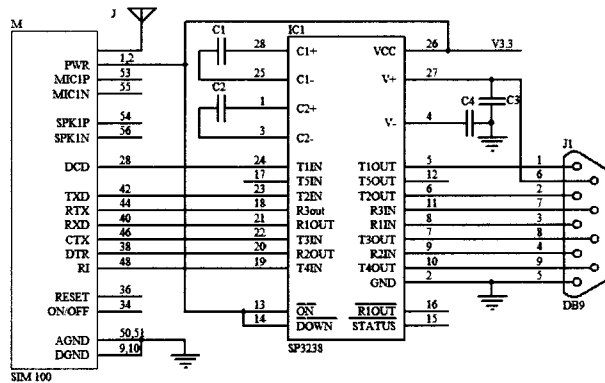 M
J
C1
IC1
PWR 1,2
28 C1+ VCC 26 V3.3
MIC1P 53
MIC1N 55
25 C1- V+ 27
C2
1 C2+
C4 C3
SPK1P 54
SPK1N 56
3 C2- V- 4
J1
DCD 28 24 T1IN T1OUT 5 1
17 T5IN T5OUT 12 6
TXD 42 23 T2IN T2OUT 6 2
RTX 44 18 R3out R3IN 11 7
RXD 40 21 R1OUT R1IN 8 3
CTX 46 22 T3IN T3OUT 7 8
DTR 38 20 R2OUT R2IN 9 4
RI 48 19 T4IN T4OUT 10 9
GND 2 5
RESET 36
ON/OFF 34
DB9
13 ON R1OUT 16
14 DOWN STATUS 15
AGND 50,51
DGND 9,10
SP3238
SIM 100